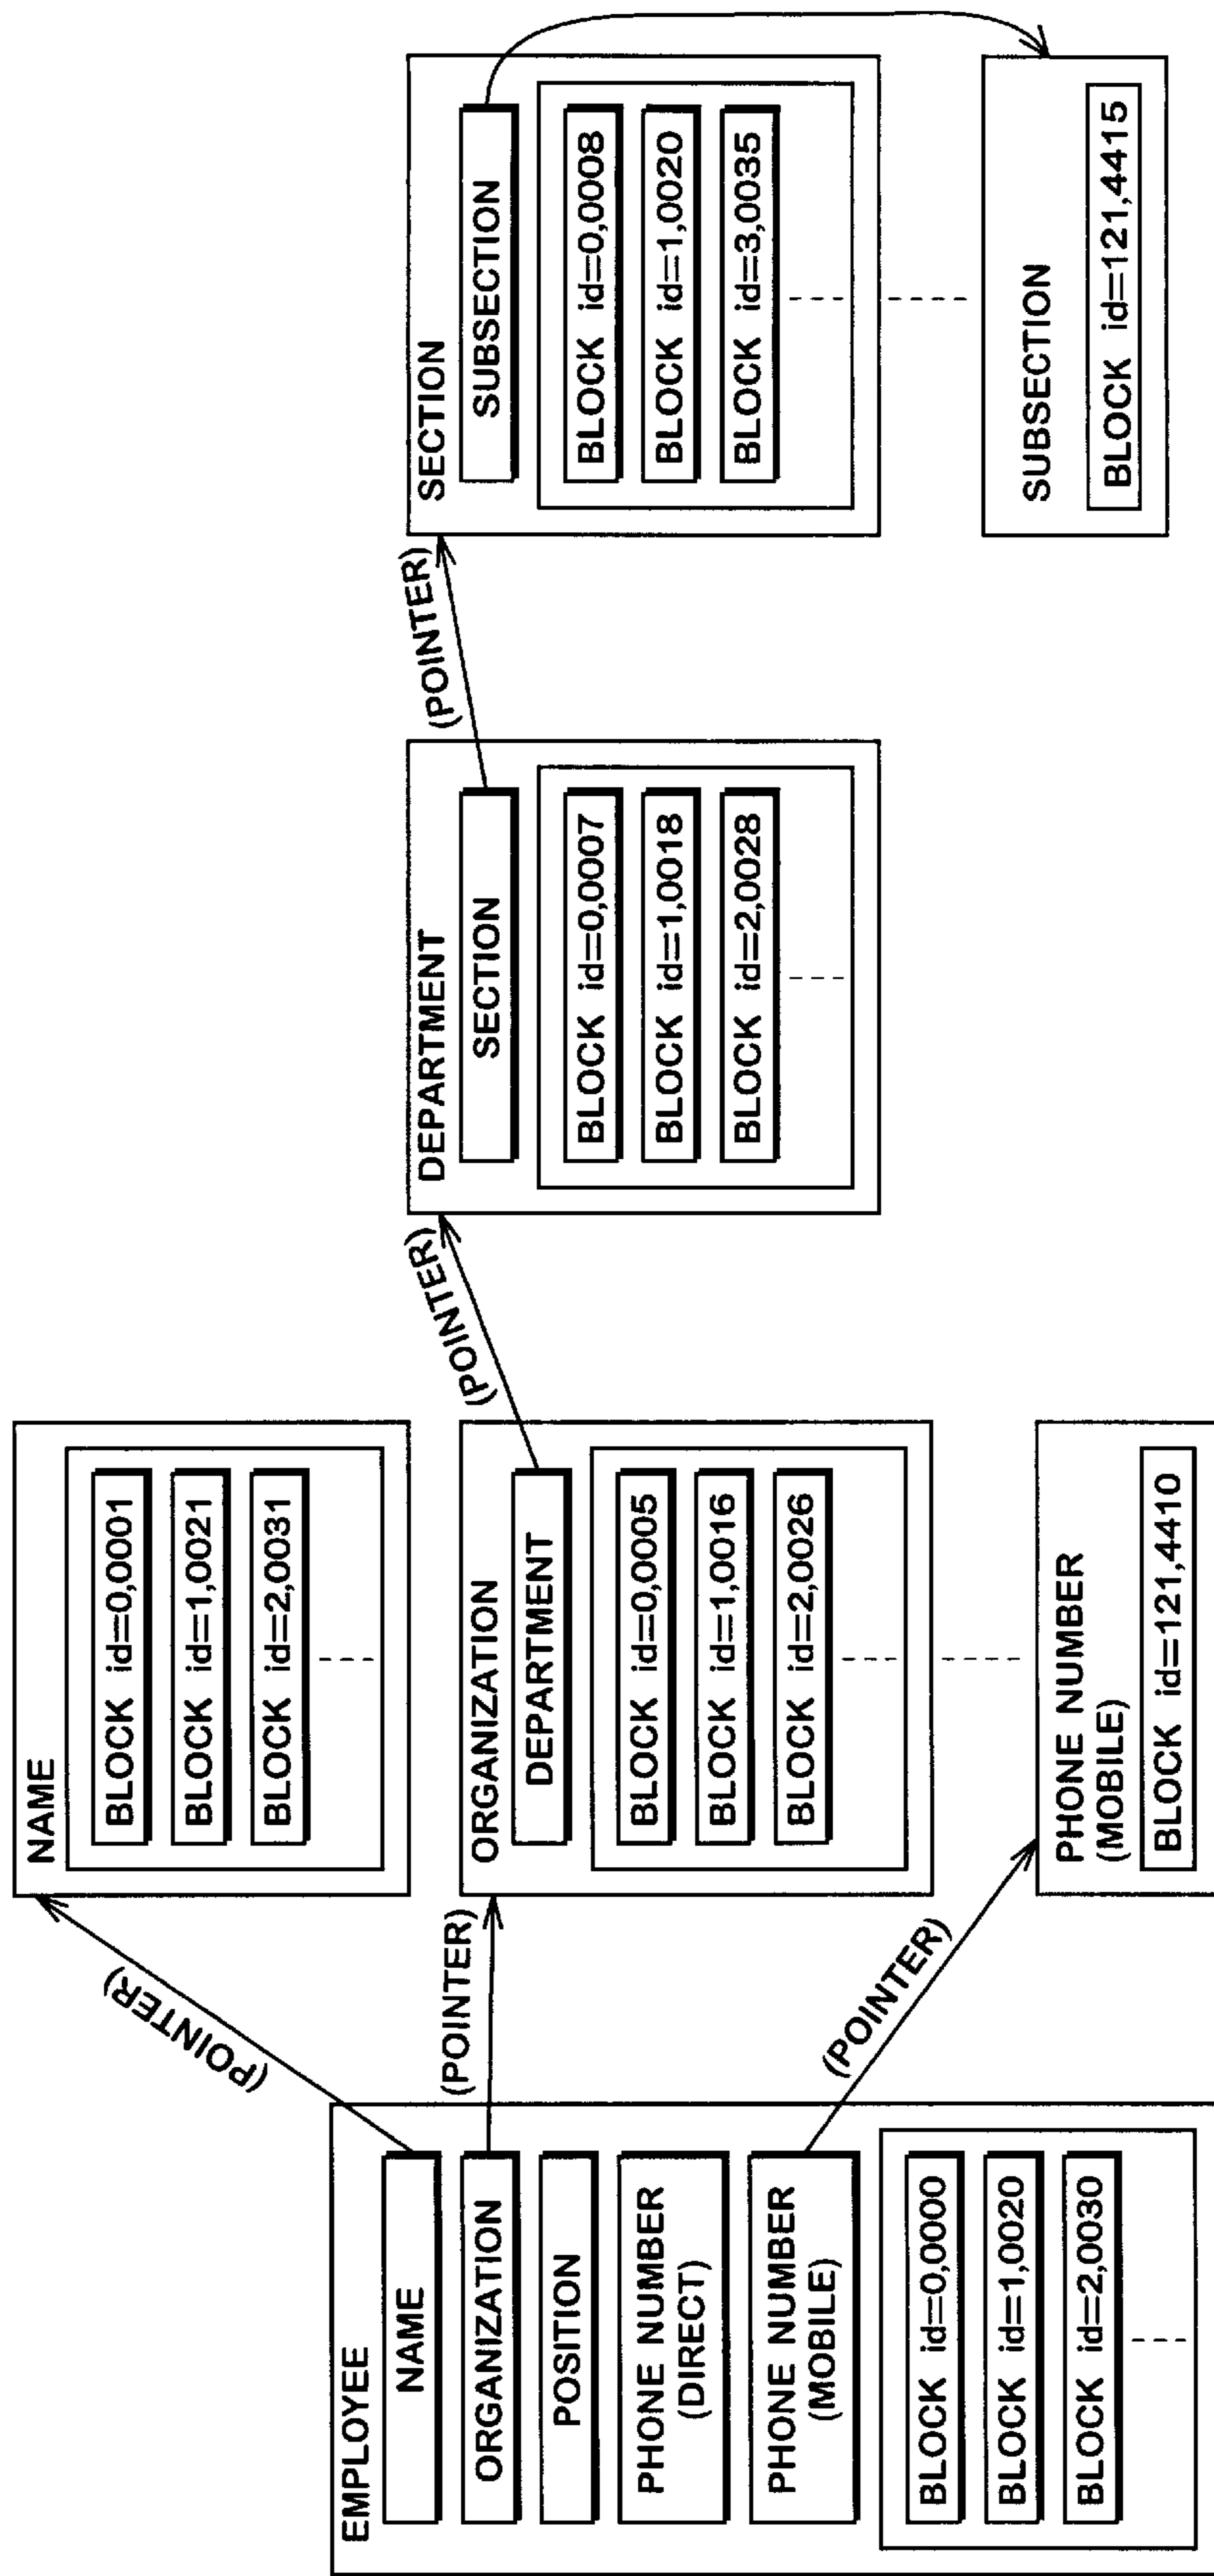 EMPLOYEE
NAME
ORGANIZATION
POSITION
PHONE NUMBER
(DIRECT)
PHONE NUMBER
(MOBILE)
BLOCK id=0,0000
BLOCK id=1,0020
BLOCK id=2,0030
(POINTER)
(POINTER)
(POINTER)
NAME
BLOCK id=0,0001
BLOCK id=1,0021
BLOCK id=2,0031
ORGANIZATION
DEPARTMENT
BLOCK id=0,0005
BLOCK id=1,0016
BLOCK id=2,0026
PHONE NUMBER
(MOBILE)
BLOCK id=121,4410
(POINTER)
DEPARTMENT
SECTION
BLOCK id=0,0007
BLOCK id=1,0018
BLOCK id=2,0028
(POINTER)
SECTION
SUBSECTION
BLOCK id=0,0008
BLOCK id=1,0020
BLOCK id=3,0035
SUBSECTION
BLOCK id=121,4415